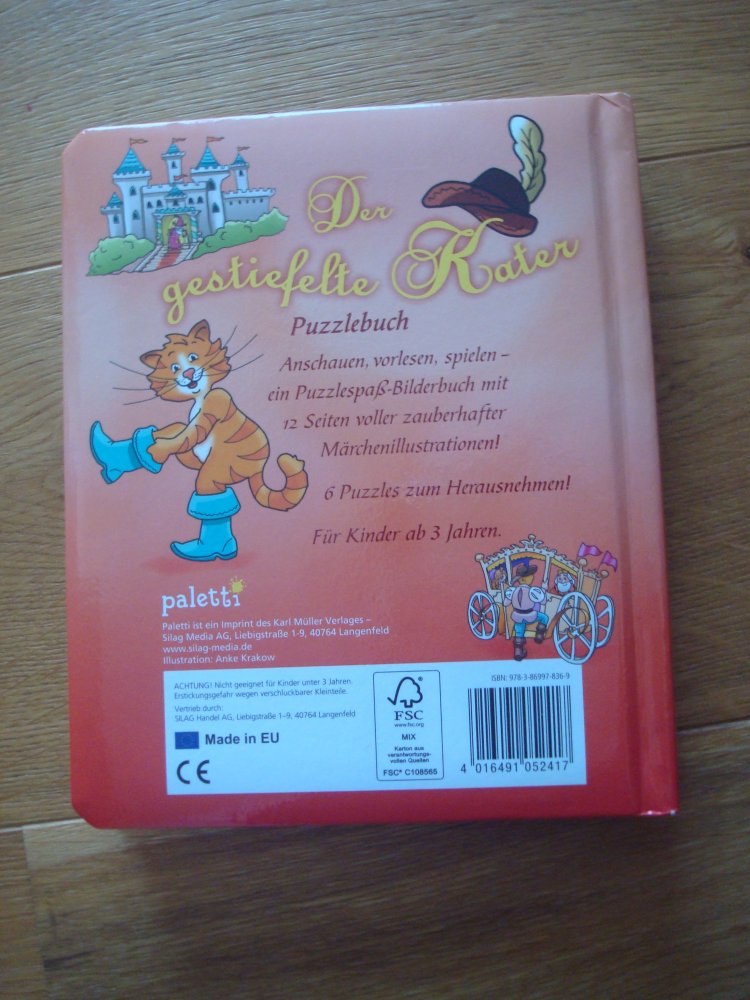 Der
gestiefelte Kater
Puzzlebuch
Anschauen, vorlesen, spielen –
ein Puzzlespaß-Bilderbuch mit
12 Seiten voller zauberhafter
Märchenillustrationen!
6 Puzzles zum Herausnehmen!
Für Kinder ab 3 Jahren.
paletti
Paletti ist ein Imprint des Karl Müller Verlages –
Silag Media AG, Liebigstraße 1-9, 40764 Langenfeld
www.silag-media.de
Illustration: Anke Krakow
ACHTUNG! Nicht geeignet für Kinder unter 3 Jahren.
Erstickungsgefahr wegen verschluckbarer Kleinteile.
Vertrieb durch:
SILAG Handel AG, Liebigstraße 1–9, 40764 Langenfeld
Made in EU
CE
FSC
www.fsc.org
MIX
Karton aus
verantwortungs-
vollen Quellen
FSC® C108565
ISBN: 978-3-86997-836-9
4 016491 052417